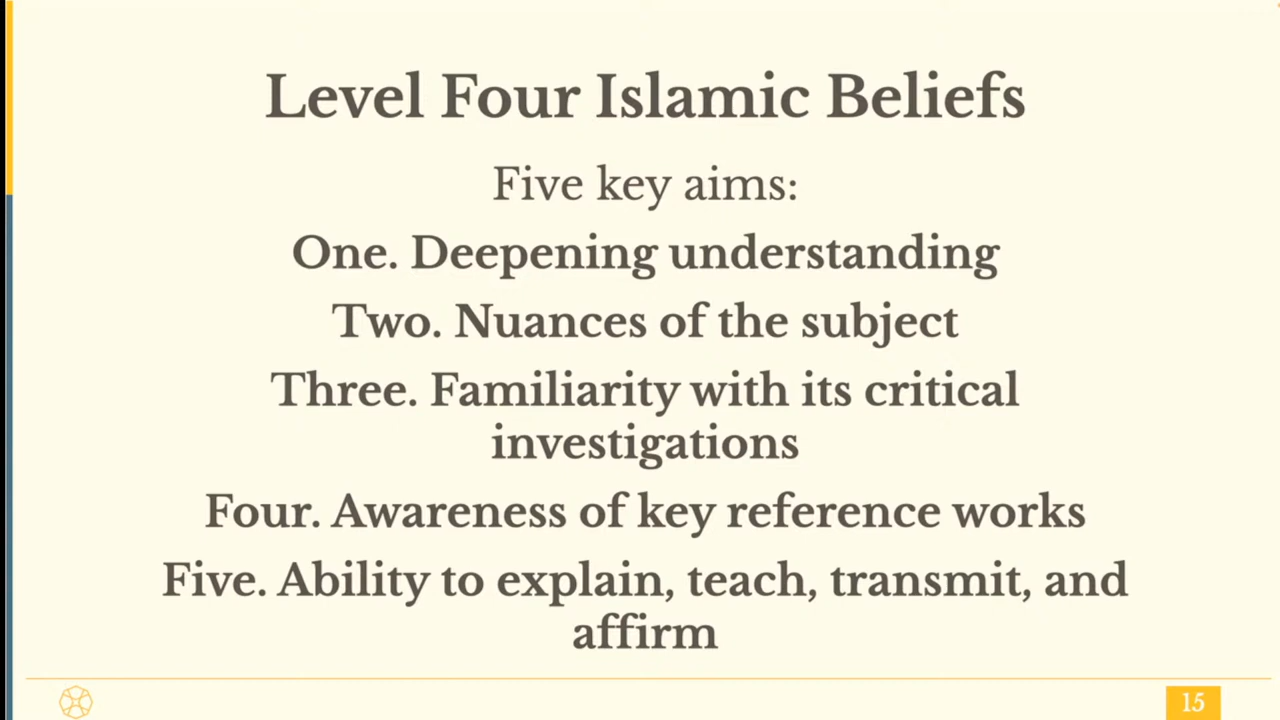 Level Four Islamic Beliefs
Five key aims:
One. Deepening understanding
Two. Nuances of the subject
Three. Familiarity with its critical
investigations
Four. Awareness of key reference works
Five. Ability to explain, teach, transmit, and
affirm
15